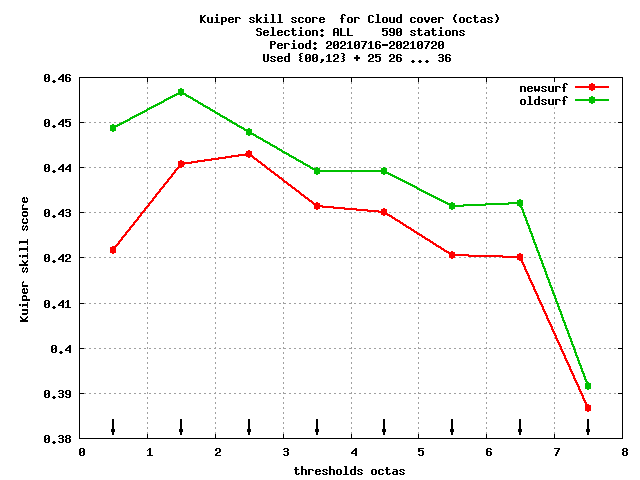 Kuiper skill score  for Cloud cover (octas)
Selection: ALL    590 stations
Period: 20210716-20210720
Used {00,12} + 25 26 ... 36
newsurf
oldsurf
Kuiper skill score
0.46
0.45
0.44
0.43
0.42
0.41
0.4
0.39
0.38
0 1 2 3 4 5 6 7 8
thresholds octas